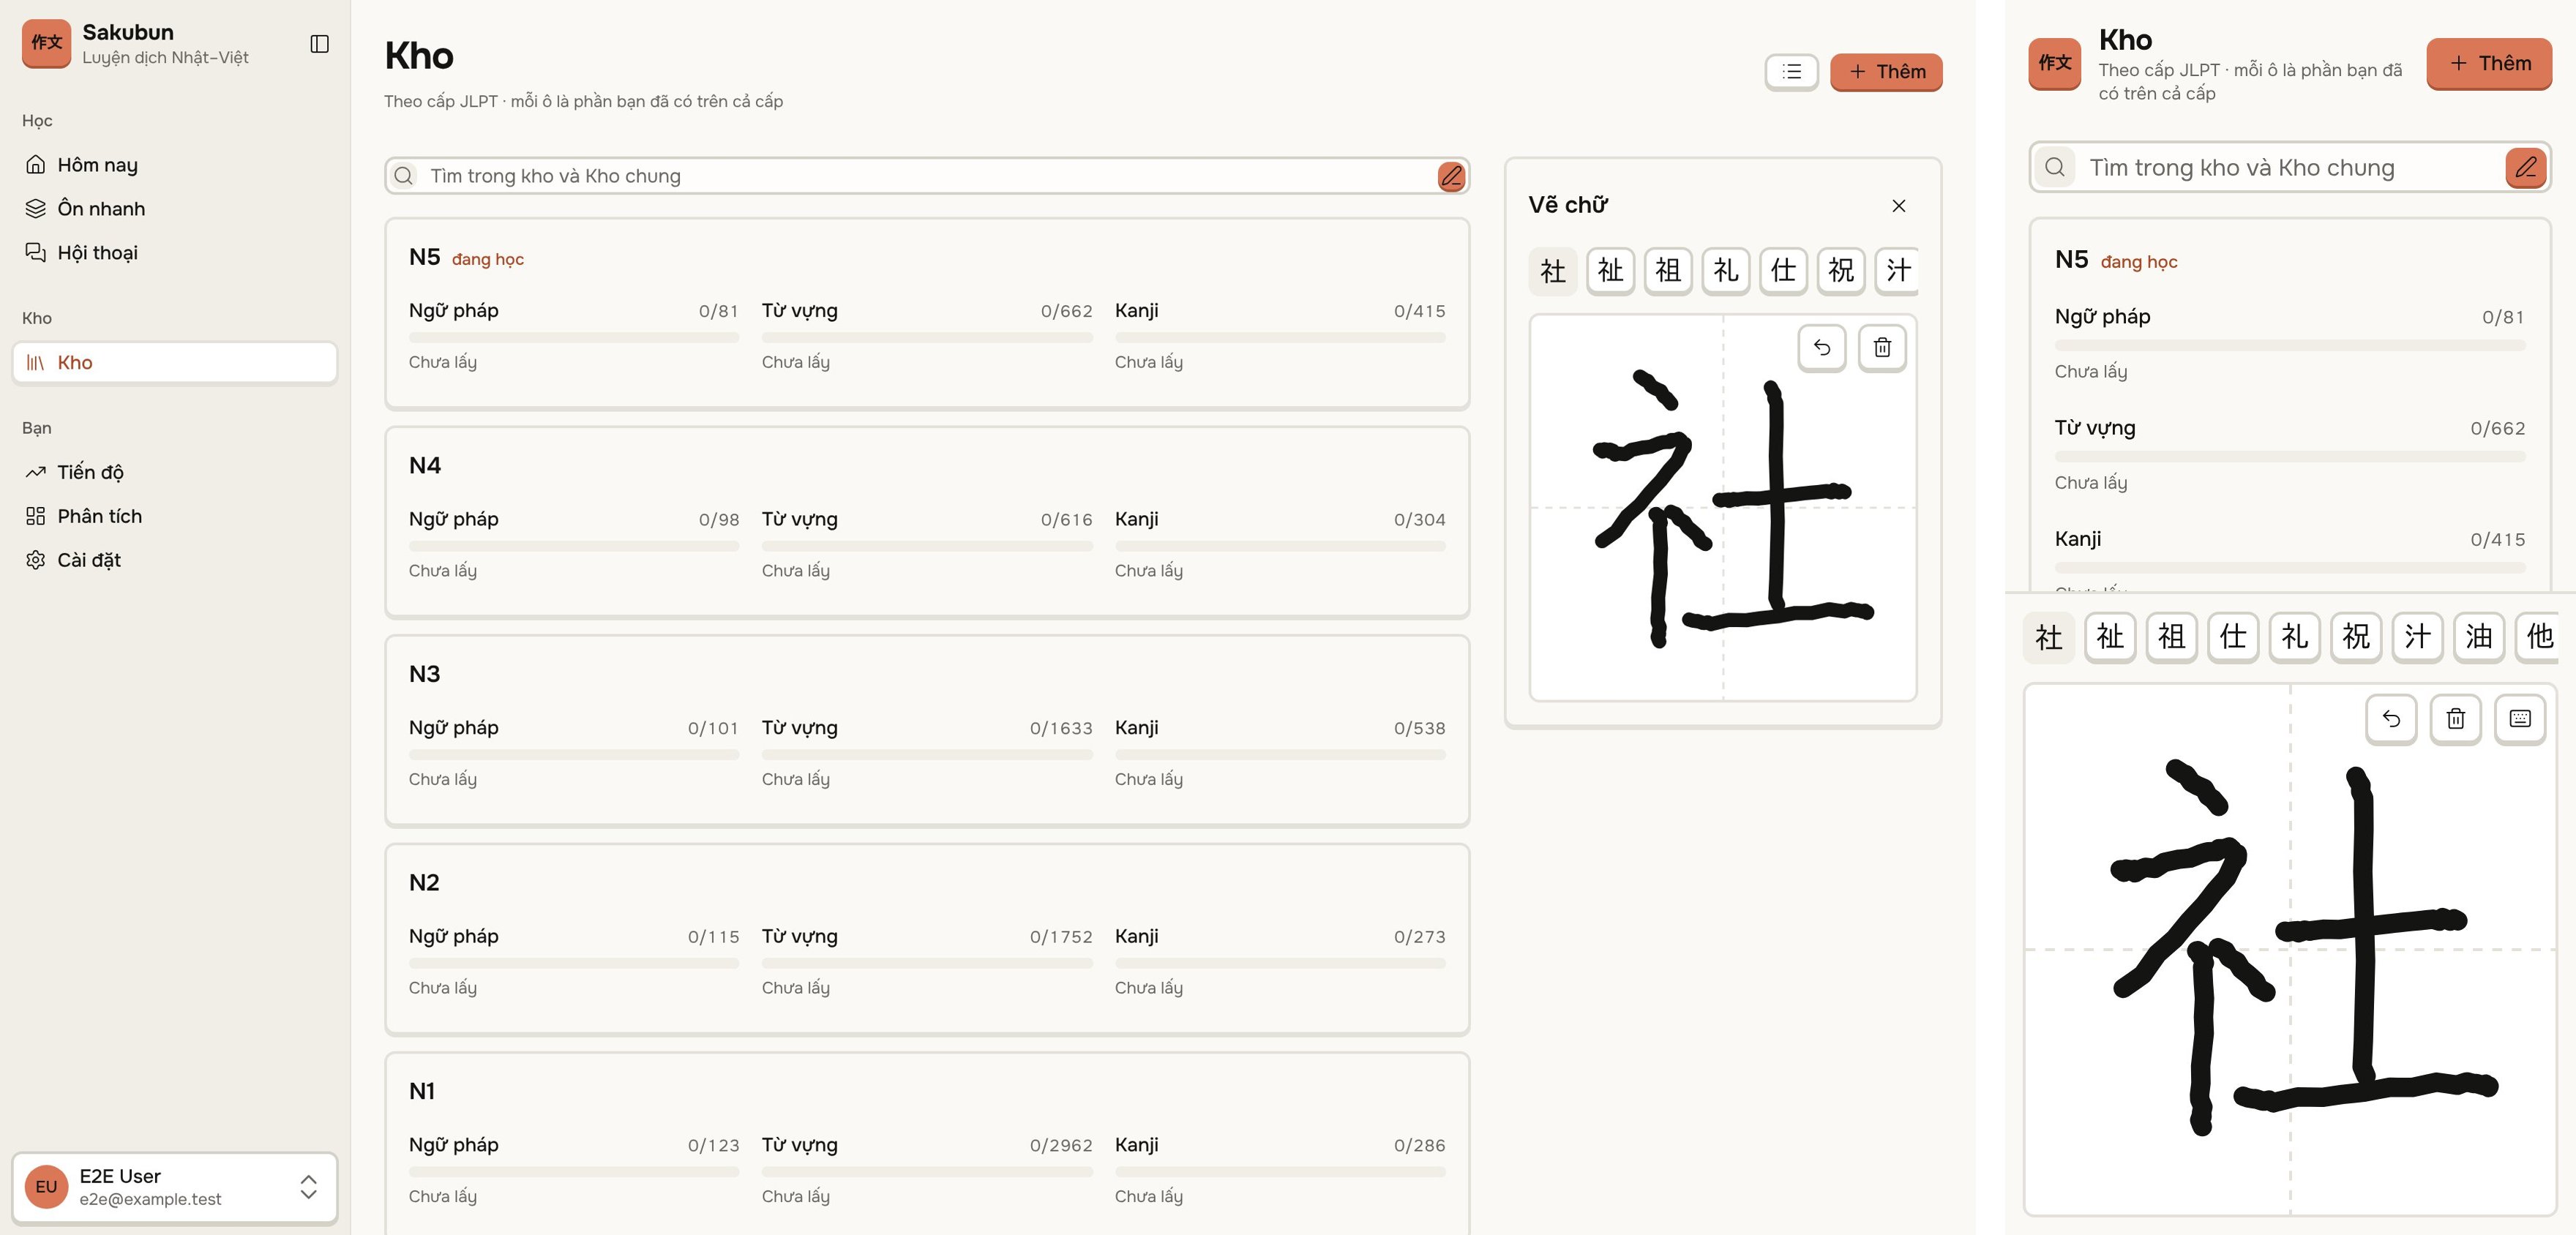 作文
Sakubun
Luyện dịch Nhật–Việt
Học
Hôm nay
Ôn nhanh
Hội thoại
Kho
Kho
Bạn
Tiến độ
Phân tích
Cài đặt
EU
E2E User
e2e@example.test
Kho
Theo cấp JLPT · mỗi ô là phần bạn đã có trên cả cấp
Thêm
Tìm trong kho và Kho chung
N5 đang học
Ngữ pháp 0/81 Từ vựng 0/662 Kanji 0/415
Chưa lấy Chưa lấy Chưa lấy
N4
Ngữ pháp 0/98 Từ vựng 0/616 Kanji 0/304
Chưa lấy Chưa lấy Chưa lấy
N3
Ngữ pháp 0/101 Từ vựng 0/1633 Kanji 0/538
Chưa lấy Chưa lấy Chưa lấy
N2
Ngữ pháp 0/115 Từ vựng 0/1752 Kanji 0/273
Chưa lấy Chưa lấy Chưa lấy
N1
Ngữ pháp 0/123 Từ vựng 0/2962 Kanji 0/286
Chưa lấy Chưa lấy Chưa lấy
Vẽ chữ
社 祉 祖 礼 仕 祝 汁
社
作文
Kho
Theo cấp JLPT · mỗi ô là phần bạn đã
có trên cả cấp
Thêm
Tìm trong kho và Kho chung
N5 đang học
Ngữ pháp 0/81
Chưa lấy
Từ vựng 0/662
Chưa lấy
Kanji 0/415
社 祉 祖 仕 礼 祝 汁 油 他
社